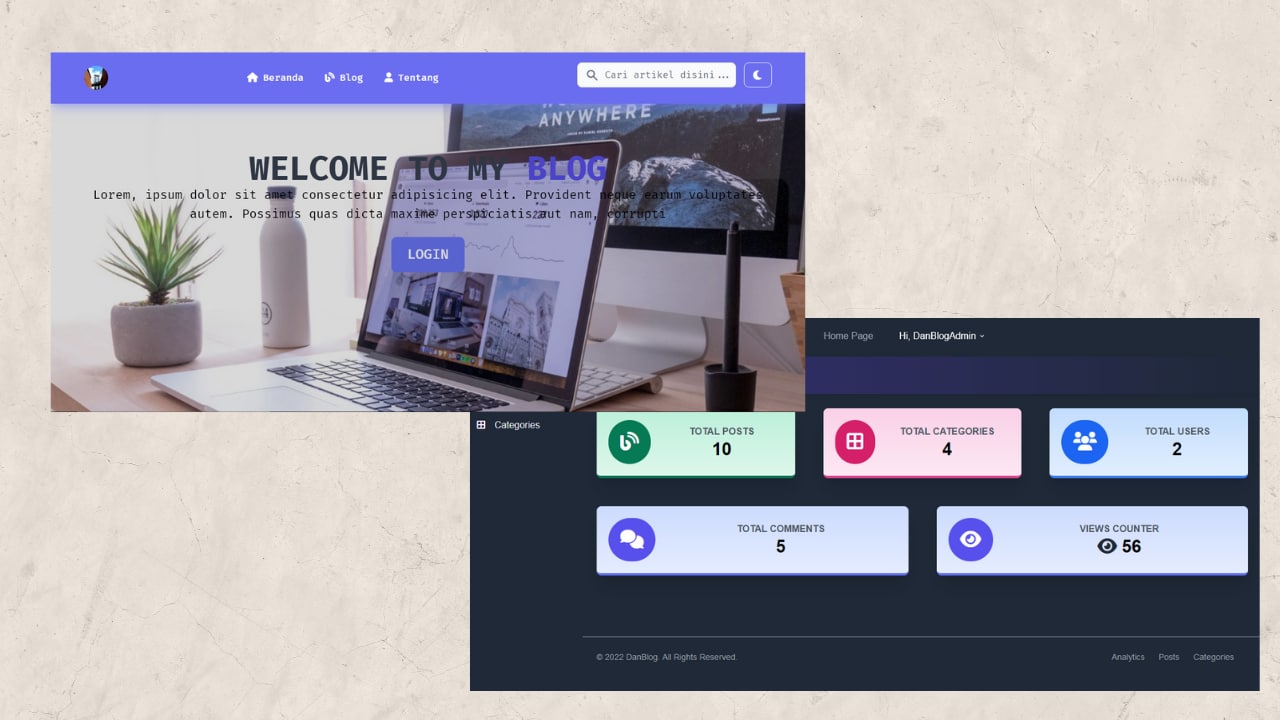 Beranda Blog Tentang Cari artikel disini...
ANYWHERE
WELCOME TO MY BLOG
Lorem, ipsum dolor sit amet consectetur adipisicing elit. Provident neque earum voluptates
autem. Possimus quas dicta maxime perspiciatis aut nam, corrupti
LOGIN
Home Page Hi, DanBlogAdmin
Categories
TOTAL POSTS
10
TOTAL CATEGORIES
4
TOTAL USERS
2
TOTAL COMMENTS
5
VIEWS COUNTER
56
© 2022 DanBlog. All Rights Reserved. Analytics Posts Categories